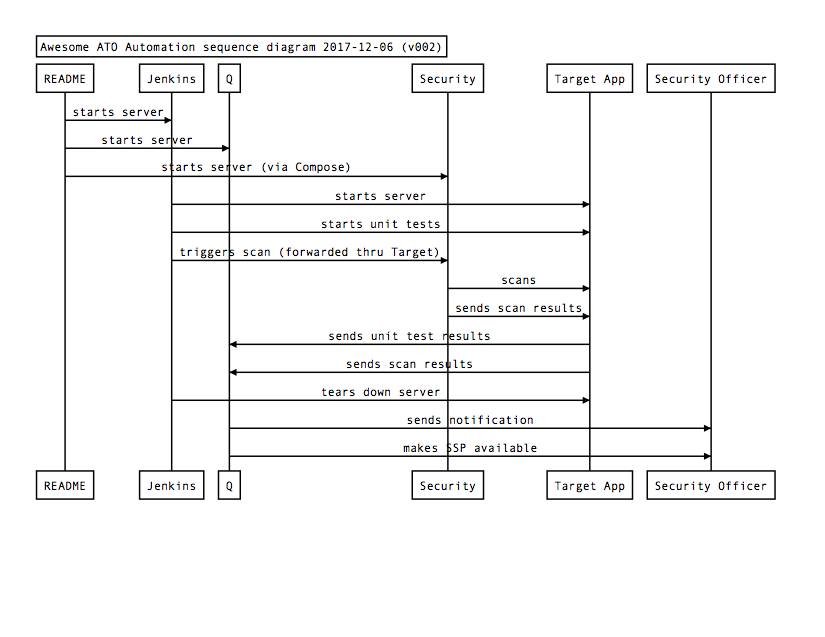 Awesome ATO Automation sequence diagram 2017-12-06 (v002)
README Jenkins Q Security Target App Security Officer
starts server
starts server
starts server (via Compose)
starts server
starts unit tests
triggers scan (forwarded thru Target)
scans
sends scan results
sends unit test results
sends scan results
tears down server
sends notification
makes SSP available
README Jenkins Q Security Target App Security Officer